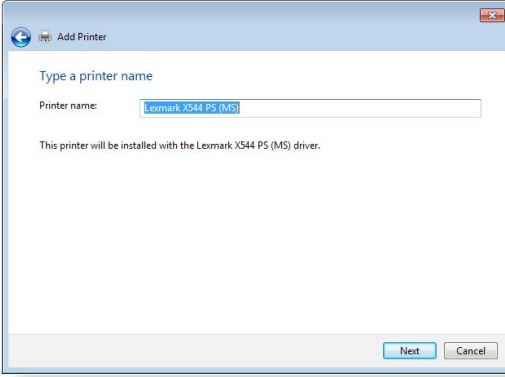 Add Printer
Type a printer name
Printer name: Lexmark X544 PS (MS)
This printer will be installed with the Lexmark X544 PS (MS) driver.
Next Cancel